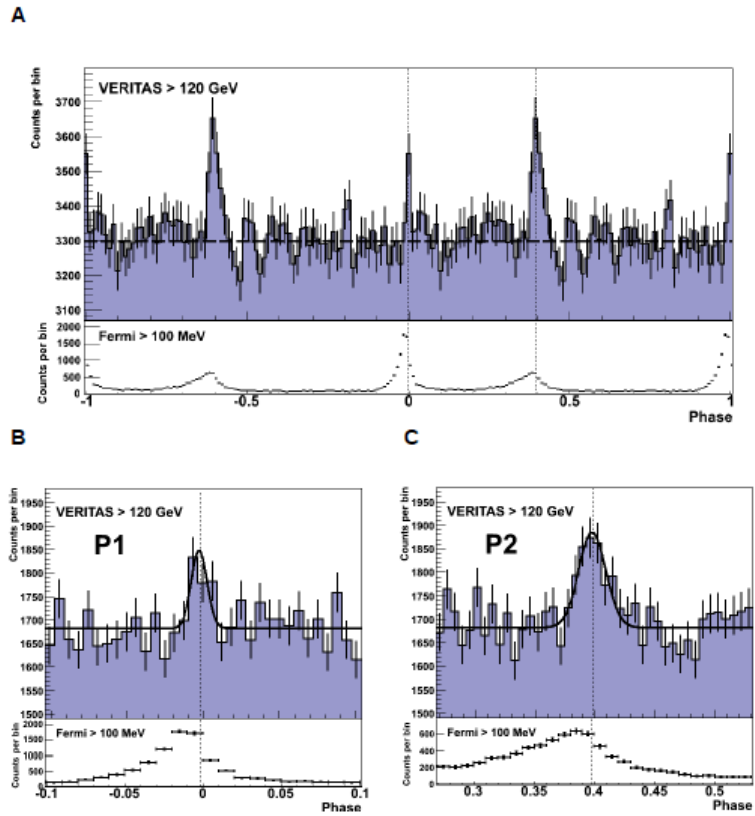 A
VERITAS > 120 GeV
Counts per bin
3700
3600
3500
3400
3300
3200
3100
Fermi > 100 MeV
Counts per bin
2000
1500
1000
500
0
-1
-0.5
0
0.5
1
Phase
B
VERITAS > 120 GeV
P1
Counts per bin
1950
1900
1850
1800
1750
1700
1650
1600
1550
1500
Fermi > 100 MeV
Counts per bin
2000
1500
1000
500
0
-0.1
-0.05
0
0.05
0.1
Phase
C
VERITAS > 120 GeV
P2
Counts per bin
1950
1900
1850
1800
1750
1700
1650
1600
1550
1500
Fermi > 100 MeV
Counts per bin
600
400
200
0
0.3
0.35
0.4
0.45
0.5
Phase